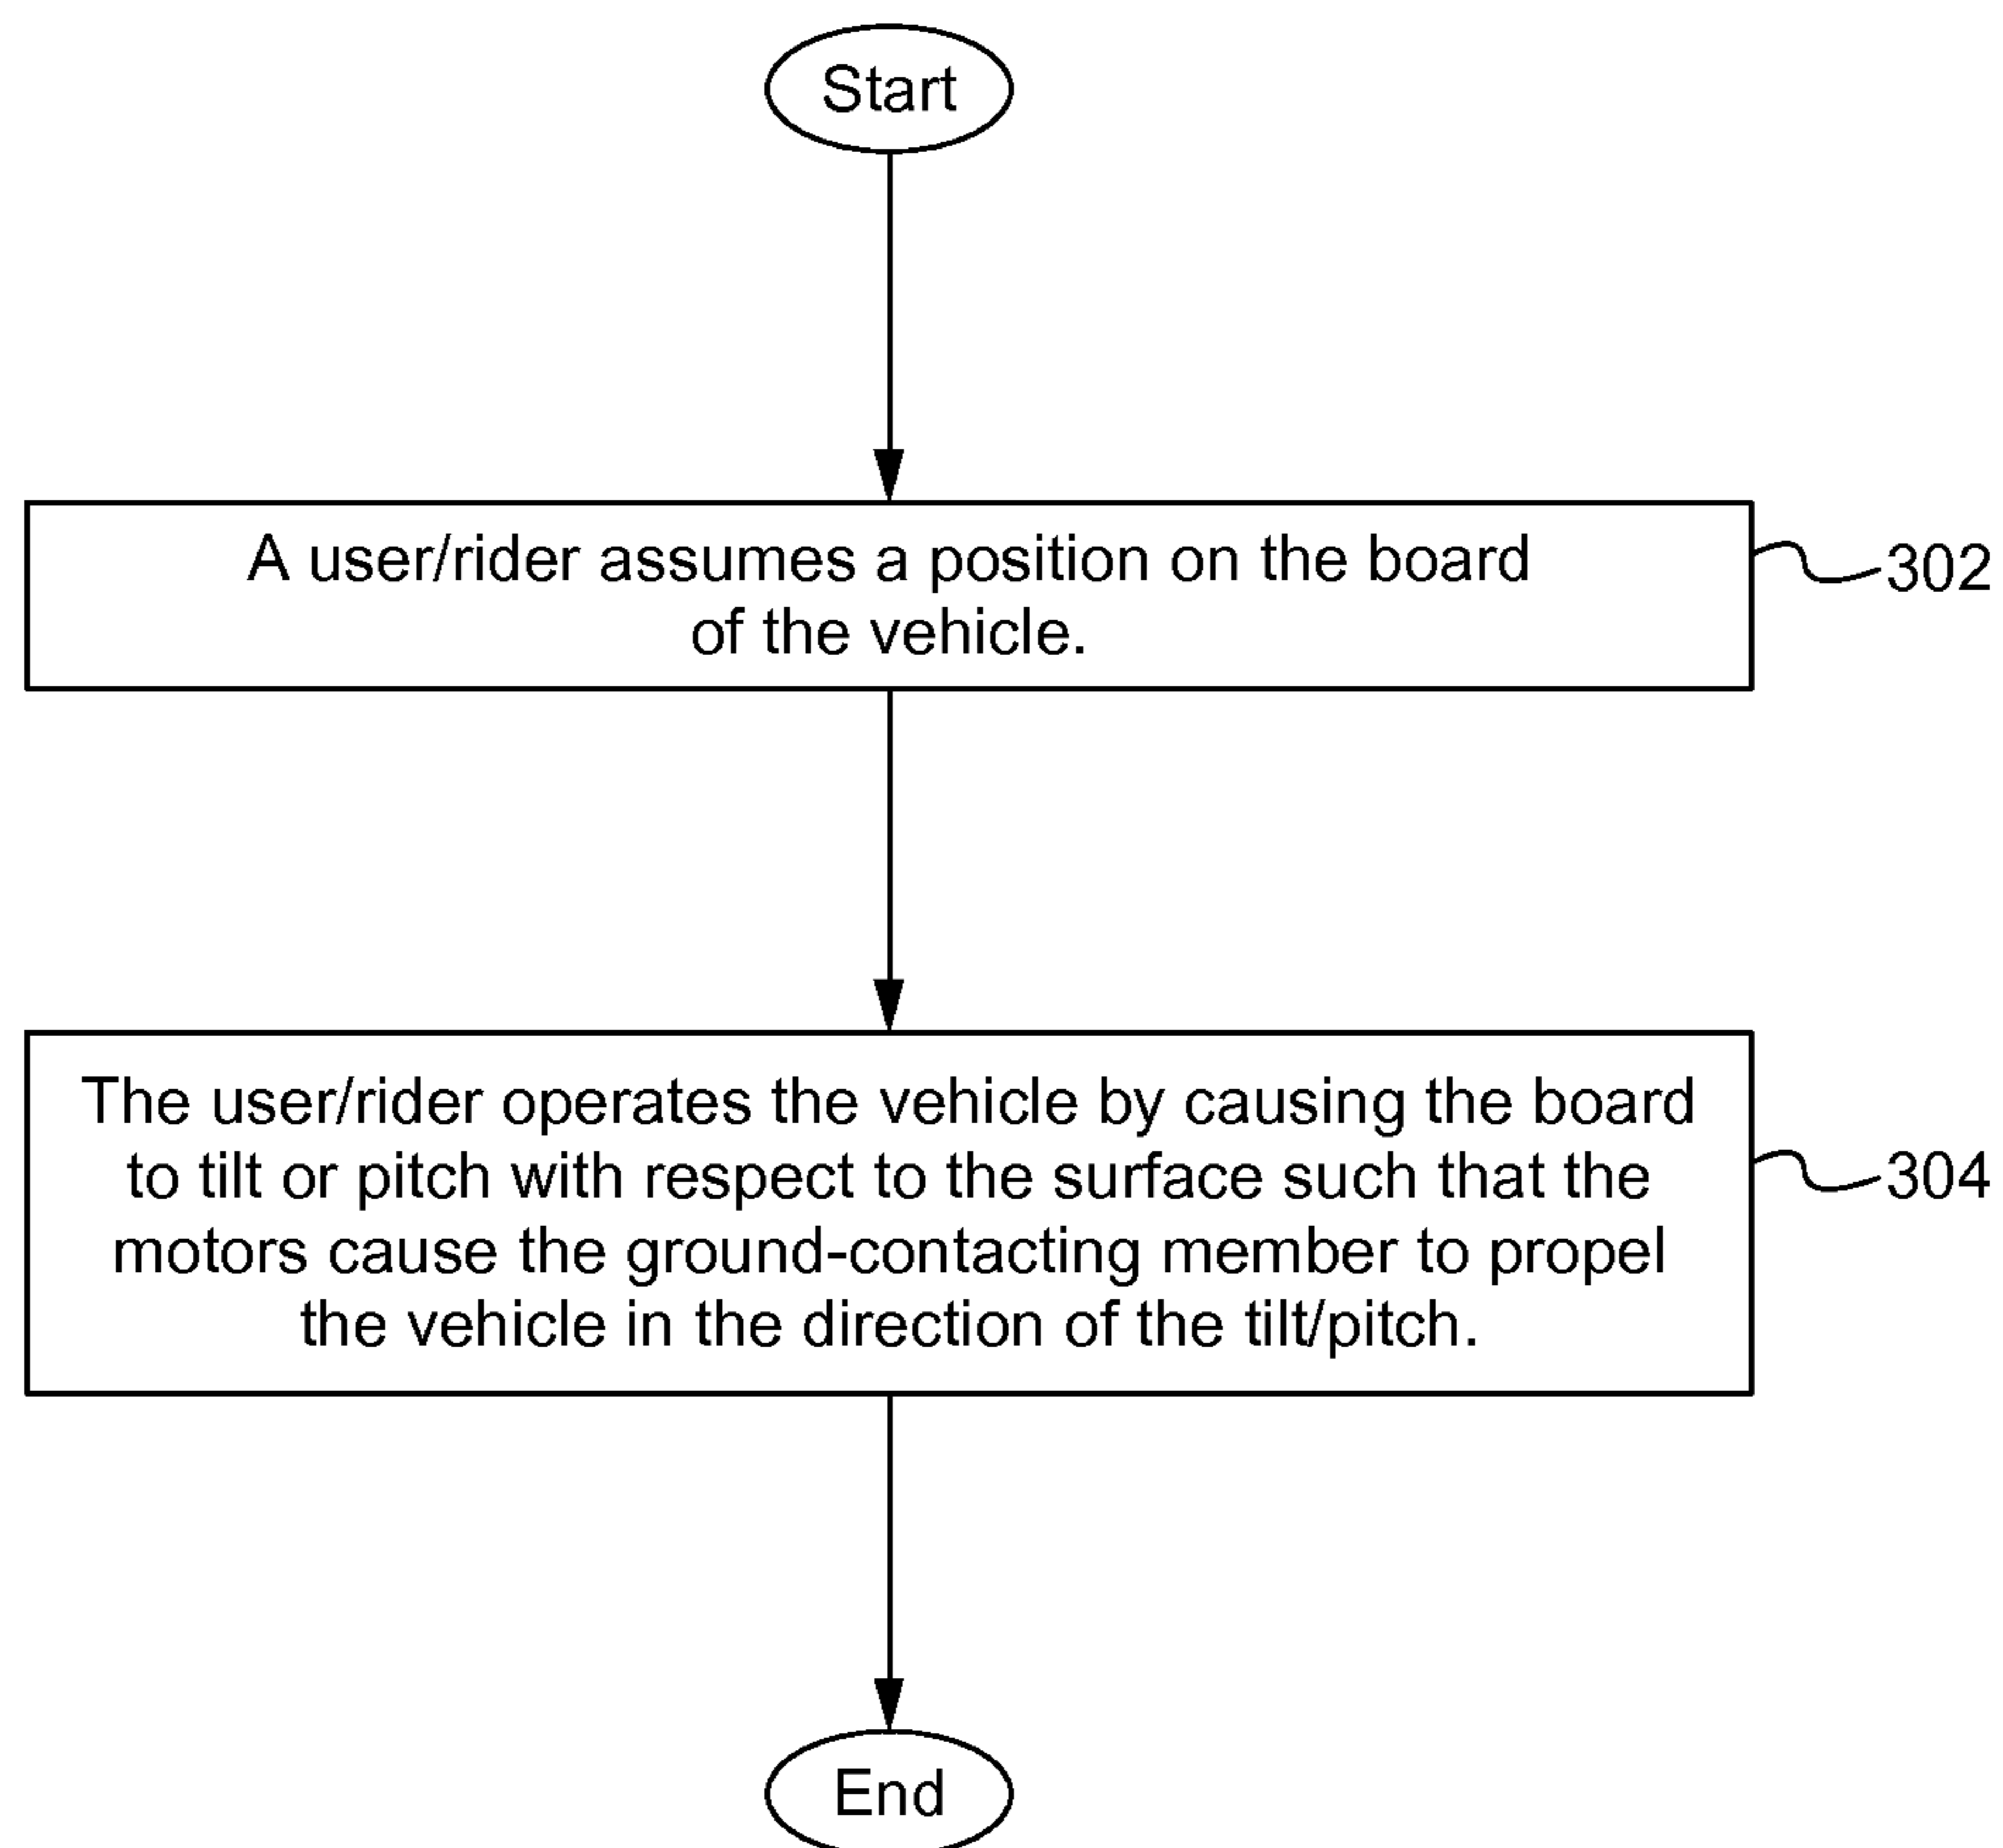 Start
A user/rider assumes a position on the board
of the vehicle.
302
The user/rider operates the vehicle by causing the board
to tilt or pitch with respect to the surface such that the
motors cause the ground-contacting member to propel
the vehicle in the direction of the tilt/pitch.
304
End